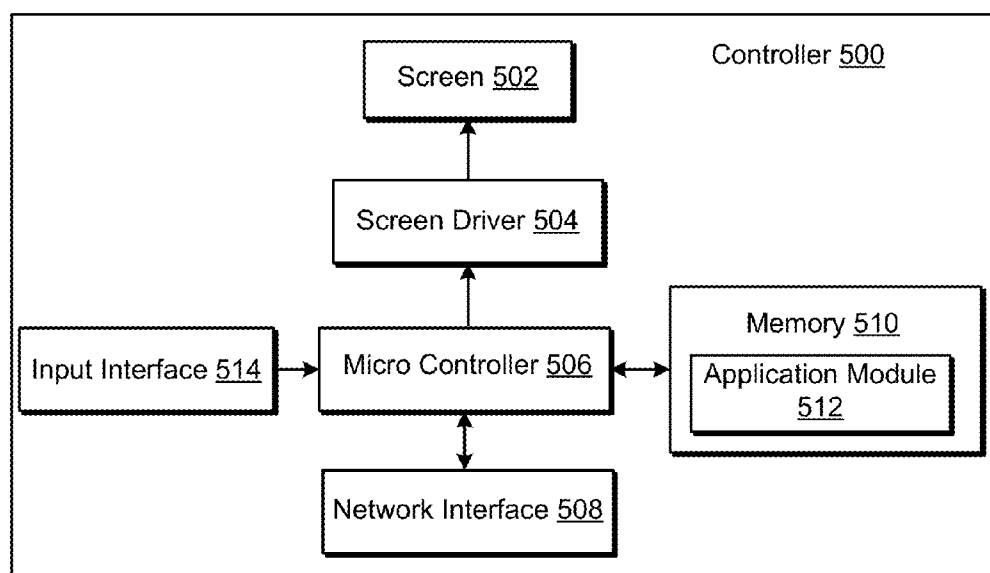 Controller 500
Screen 502
Screen Driver 504
Memory 510
Input Interface 514
Micro Controller 506
Application Module
512
Network Interface 508